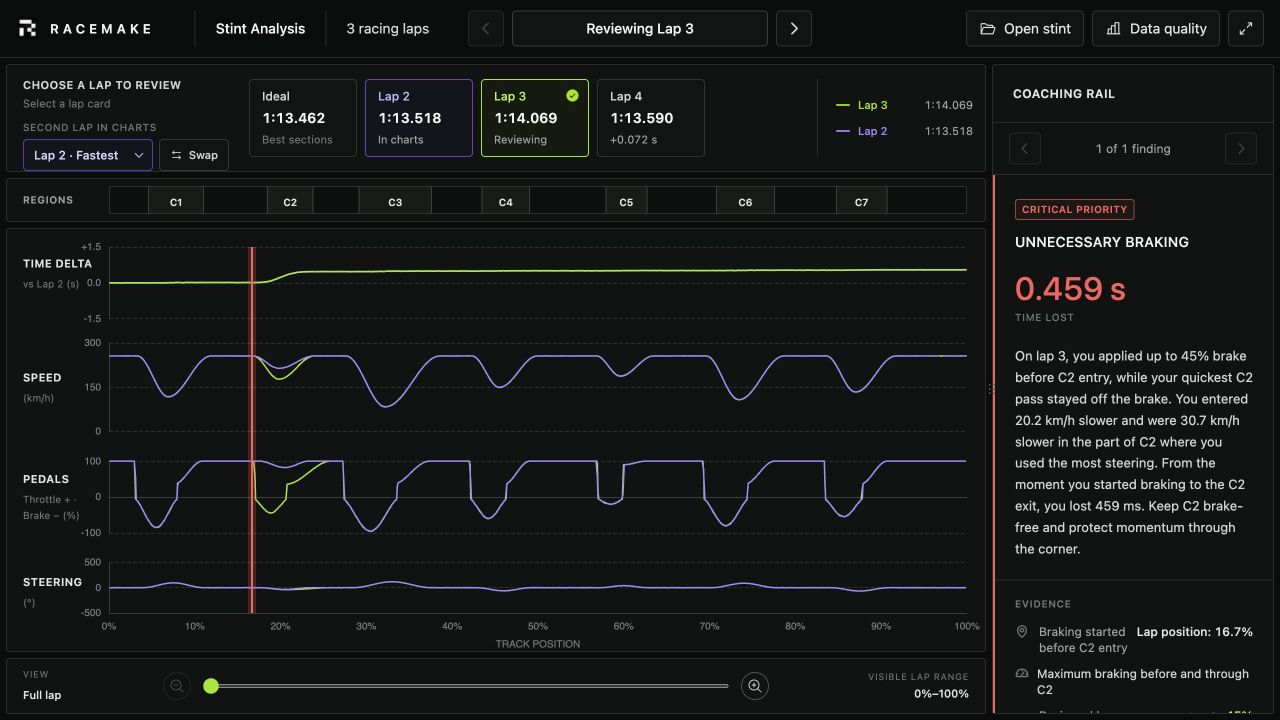 RACEMAKE
Stint Analysis
3 racing laps
Reviewing Lap 3
Open stint
Data quality
CHOOSE A LAP TO REVIEW
Select a lap card
SECOND LAP IN CHARTS
Lap 2 · Fastest
Swap
Ideal
1:13.462
Best sections
Lap 2
1:13.518
In charts
Lap 3
1:14.069
Reviewing
Lap 4
1:13.590
+0.072 s
Lap 3 1:14.069
Lap 2 1:13.518
REGIONS
C1 C2 C3 C4 C5 C6 C7
TIME DELTA
vs Lap 2 (s)
+1.5
0.0
-1.5
SPEED
(km/h)
300
150
0
PEDALS
Throttle + ·
Brake − (%)
100
0
-100
STEERING
(°)
500
0
-500
0% 10% 20% 30% 40% 50% 60% 70% 80% 90% 100%
TRACK POSITION
VIEW
Full lap
VISIBLE LAP RANGE
0%–100%
COACHING RAIL
1 of 1 finding
CRITICAL PRIORITY
UNNECESSARY BRAKING
0.459 s
TIME LOST
On lap 3, you applied up to 45% brake
before C2 entry, while your quickest C2
pass stayed off the brake. You entered
20.2 km/h slower and were 30.7 km/h
slower in the part of C2 where you
used the most steering. From the
moment you started braking to the C2
exit, you lost 459 ms. Keep C2 brake-
free and protect momentum through
the corner.
EVIDENCE
Braking started Lap position: 16.7%
before C2 entry
Maximum braking before and through
C2